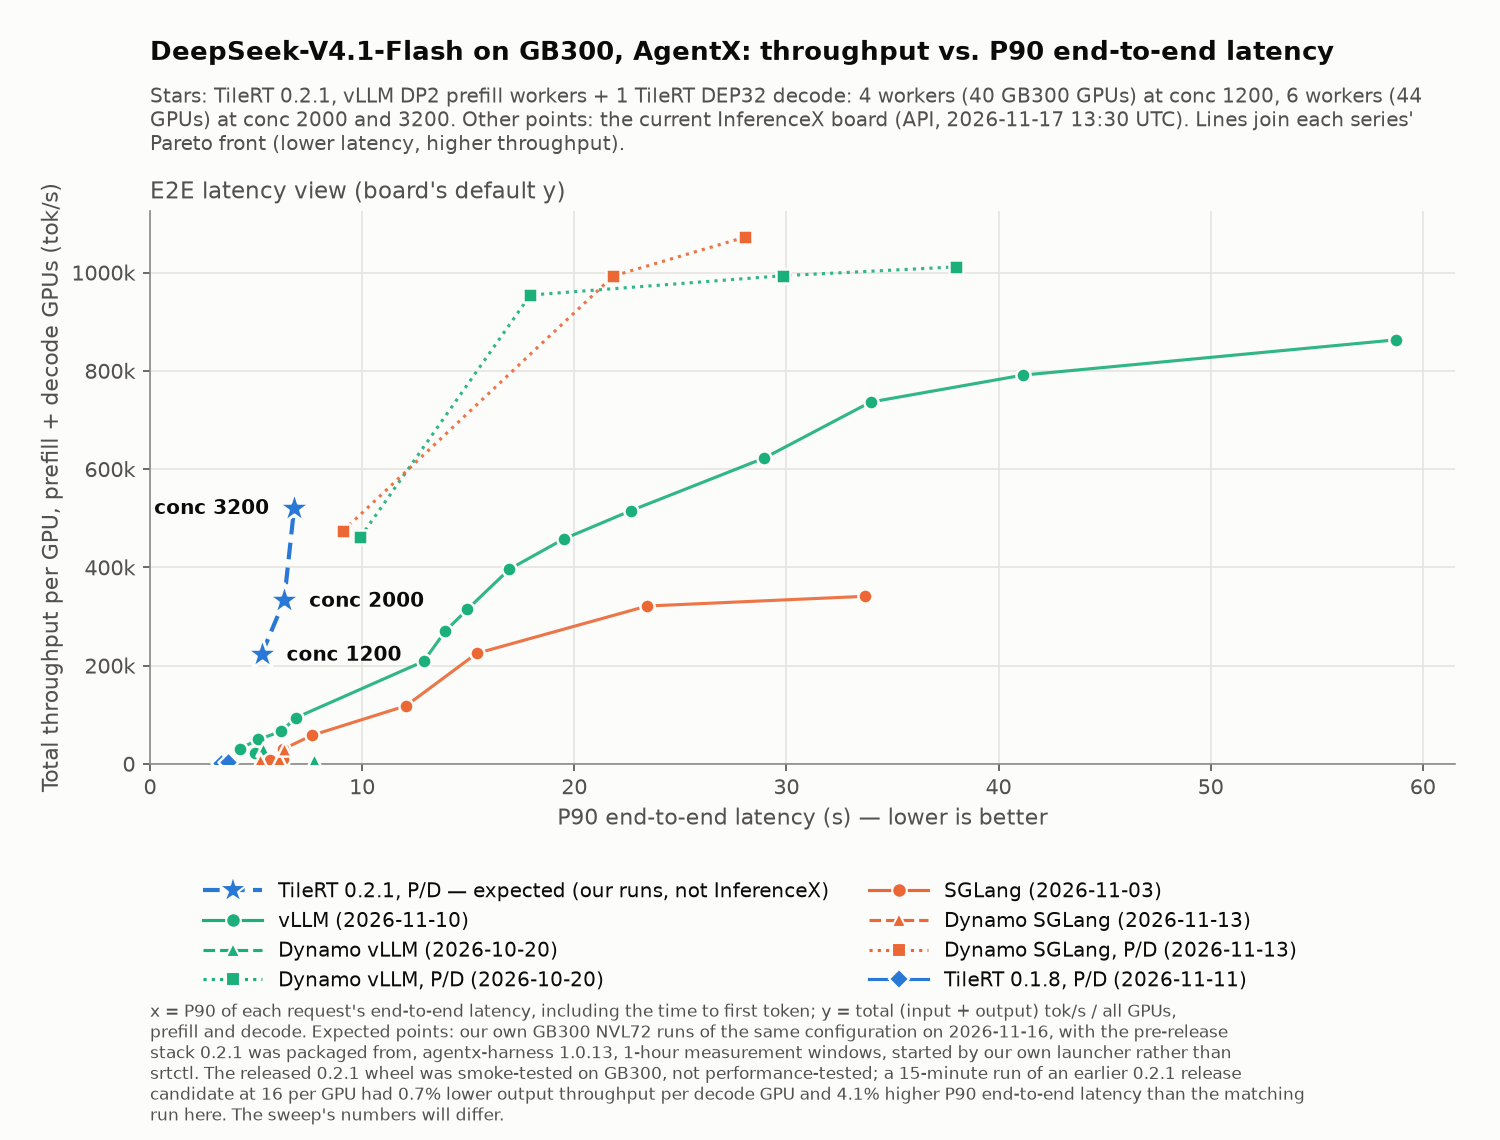 DeepSeek-V4.1-Flash on GB300, AgentX: throughput vs. P90 end-to-end latency
Stars: TileRT 0.2.1, vLLM DP2 prefill workers + 1 TileRT DEP32 decode: 4 workers (40 GB300 GPUs) at conc 1200, 6 workers (44
GPUs) at conc 2000 and 3200. Other points: the current InferenceX board (API, 2026-11-17 13:30 UTC). Lines join each series'
Pareto front (lower latency, higher throughput).
E2E latency view (board's default y)
Total throughput per GPU, prefill + decode GPUs (tok/s)
1000k
800k
600k
400k
200k
0
conc 3200
conc 2000
conc 1200
0 10 20 30 40 50 60
P90 end-to-end latency (s) — lower is better
TileRT 0.2.1, P/D — expected (our runs, not InferenceX)
vLLM (2026-11-10)
Dynamo vLLM (2026-10-20)
Dynamo vLLM, P/D (2026-10-20)
SGLang (2026-11-03)
Dynamo SGLang (2026-11-13)
Dynamo SGLang, P/D (2026-11-13)
TileRT 0.1.8, P/D (2026-11-11)
x = P90 of each request's end-to-end latency, including the time to first token; y = total (input + output) tok/s / all GPUs,
prefill and decode. Expected points: our own GB300 NVL72 runs of the same configuration on 2026-11-16, with the pre-release
stack 0.2.1 was packaged from, agentx-harness 1.0.13, 1-hour measurement windows, started by our own launcher rather than
srtctl. The released 0.2.1 wheel was smoke-tested on GB300, not performance-tested; a 15-minute run of an earlier 0.2.1 release
candidate at 16 per GPU had 0.7% lower output throughput per decode GPU and 4.1% higher P90 end-to-end latency than the matching
run here. The sweep's numbers will differ.